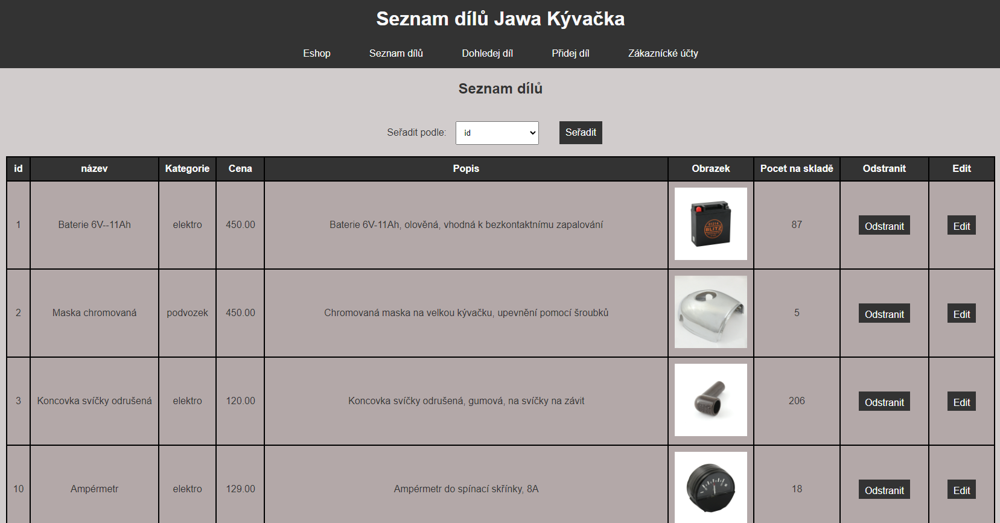 Seznam dílů Jawa Kývačka
Eshop Seznam dílů Dohledej díl Přidej díl Zákaznícké účty
Seznam dílů
Seřadit podle: id Seřadit
id název Kategorie Cena Popis Obrazek Pocet na skladě Odstranit Edit
1 Baterie 6V--11Ah elektro 450.00 Baterie 6V-11Ah, olověná, vhodná k bezkontaktnímu zapalování BLITZ 87 Odstranit Edit
2 Maska chromovaná podvozek 450.00 Chromovaná maska na velkou kývačku, upevnění pomocí šroubků 5 Odstranit Edit
3 Koncovka svíčky odrušená elektro 120.00 Koncovka svíčky odrušená, gumová, na svíčky na závit 206 Odstranit Edit
10 Ampérmetr elektro 129.00 Ampérmetr do spínací skřínky, 8A 18 Odstranit Edit